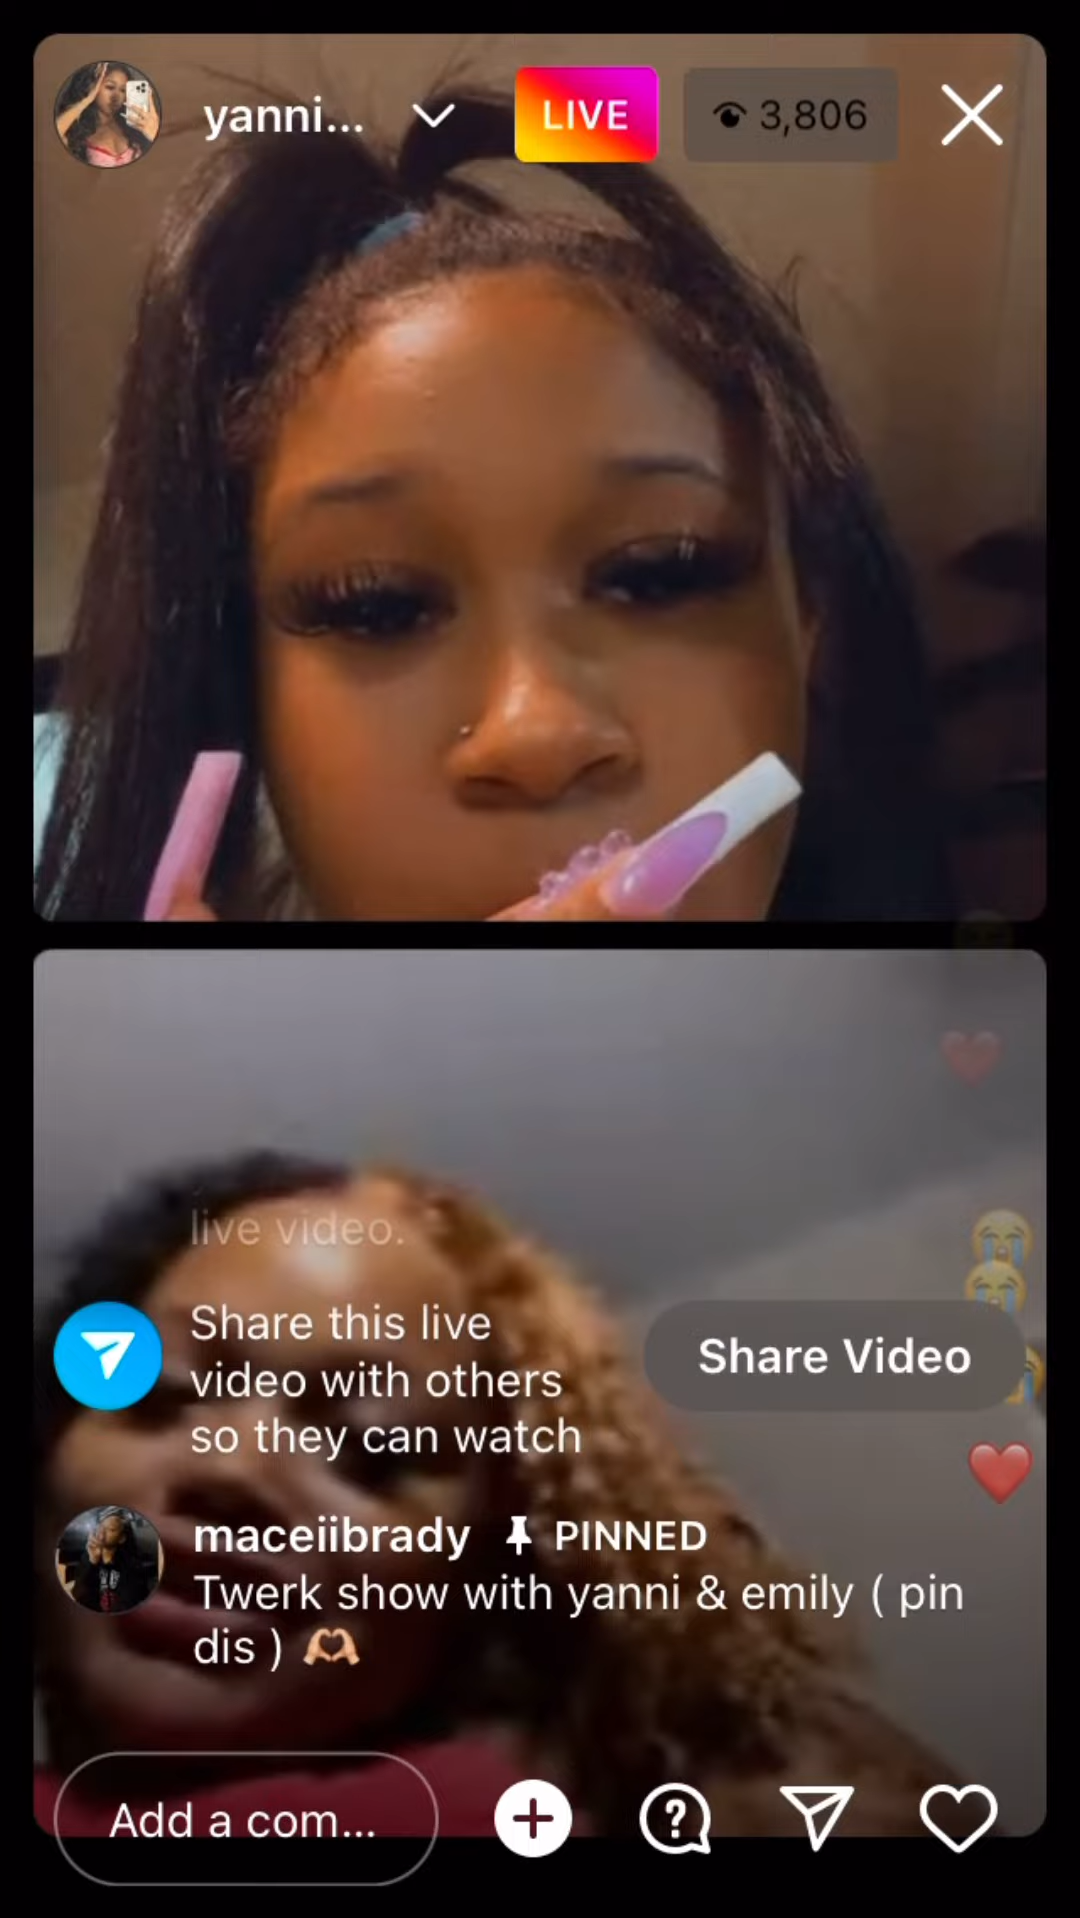 yanni...
LIVE
3,806
live video.
Share this live
video with others
so they can watch
Share Video
maceiibrady PINNED
Twerk show with yanni & emily ( pin
dis ) 🫶🏼
Add a com...